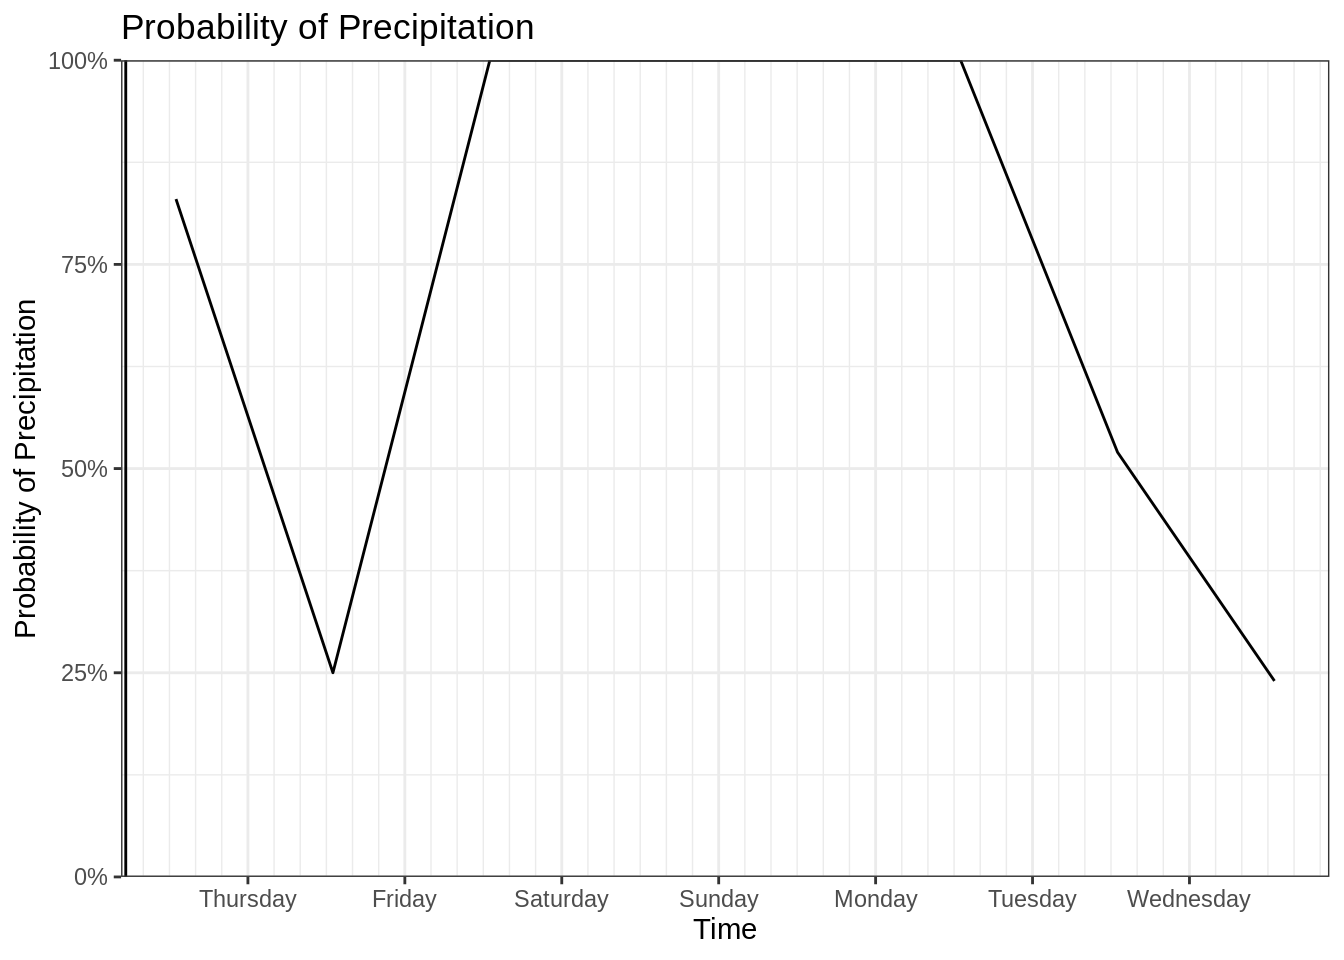 Probability of Precipitation
100%
75%
50%
25%
0%
Probability of Precipitation
Thursday Friday Saturday Sunday Monday Tuesday Wednesday
Time